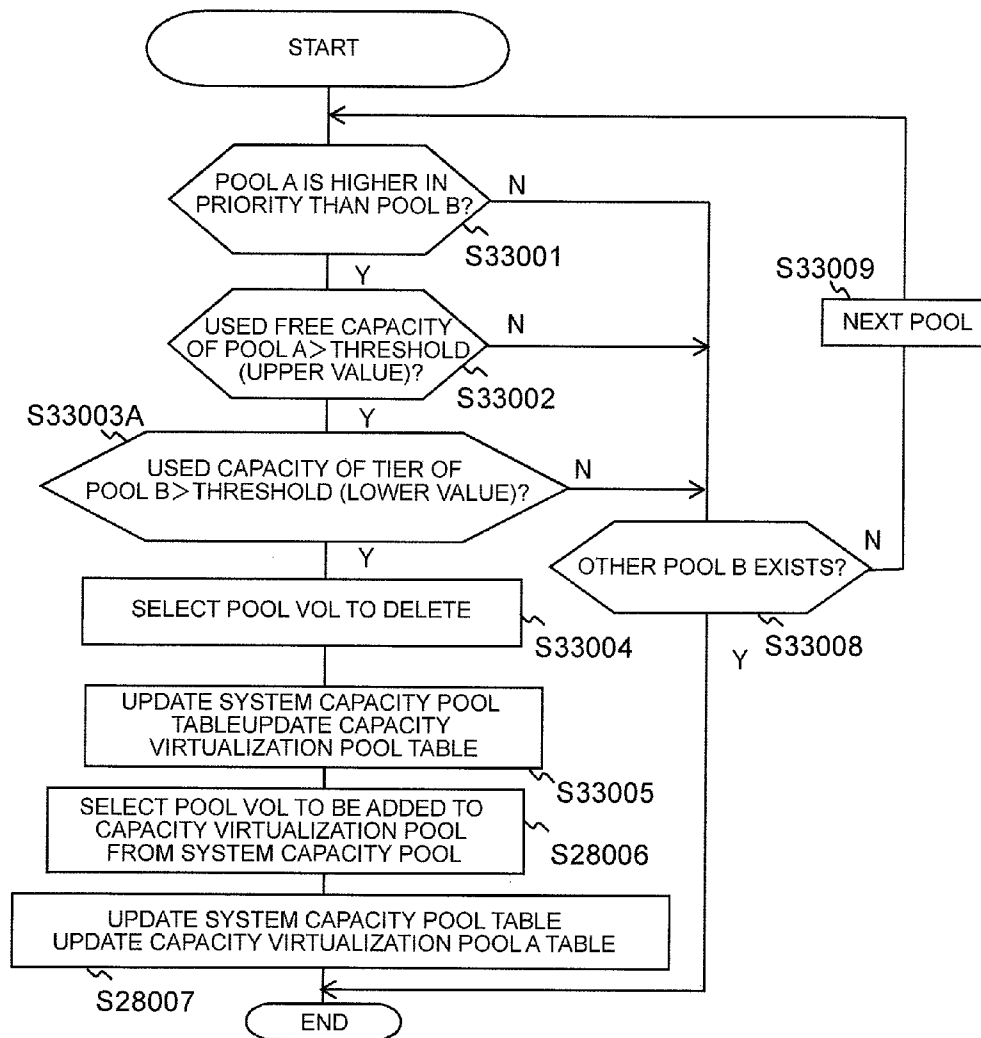 START
POOL A IS HIGHER IN
PRIORITY THAN POOL B?
N
S33001
Y
S33009
NEXT POOL
USED FREE CAPACITY
OF POOL A>THRESHOLD
(UPPER VALUE)?
N
S33002
Y
S33003A
USED CAPACITY OF TIER OF
POOL B>THRESHOLD (LOWER VALUE)?
N
Y
OTHER POOL B EXISTS?
N
S33008
Y
SELECT POOL VOL TO DELETE
S33004
UPDATE SYSTEM CAPACITY POOL
TABLEUPDATE CAPACITY
VIRTUALIZATION POOL TABLE
S33005
SELECT POOL VOL TO BE ADDED TO
CAPACITY VIRTUALIZATION POOL
FROM SYSTEM CAPACITY POOL
S28006
UPDATE SYSTEM CAPACITY POOL TABLE
UPDATE CAPACITY VIRTUALIZATION POOL A TABLE
S28007
END